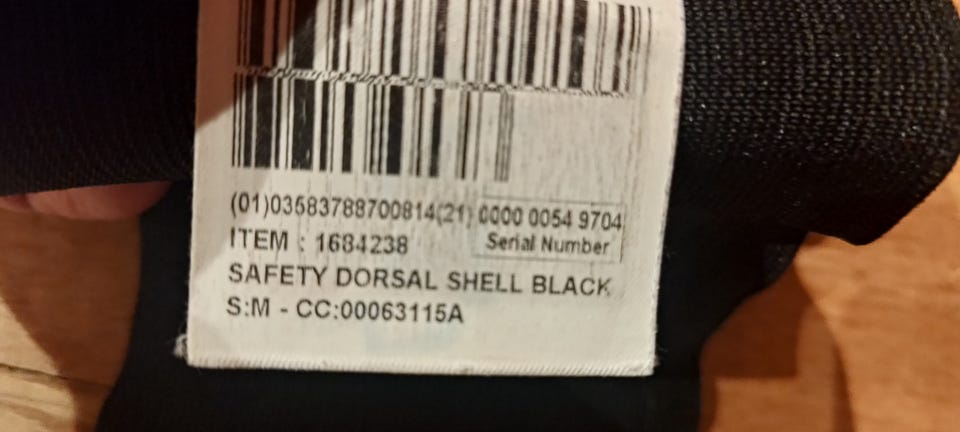 (01)03583788700814(21) 0000 0054 9704
ITEM : 1684238
Serial Number
SAFETY DORSAL SHELL BLACK
S:M - CC:00063115A